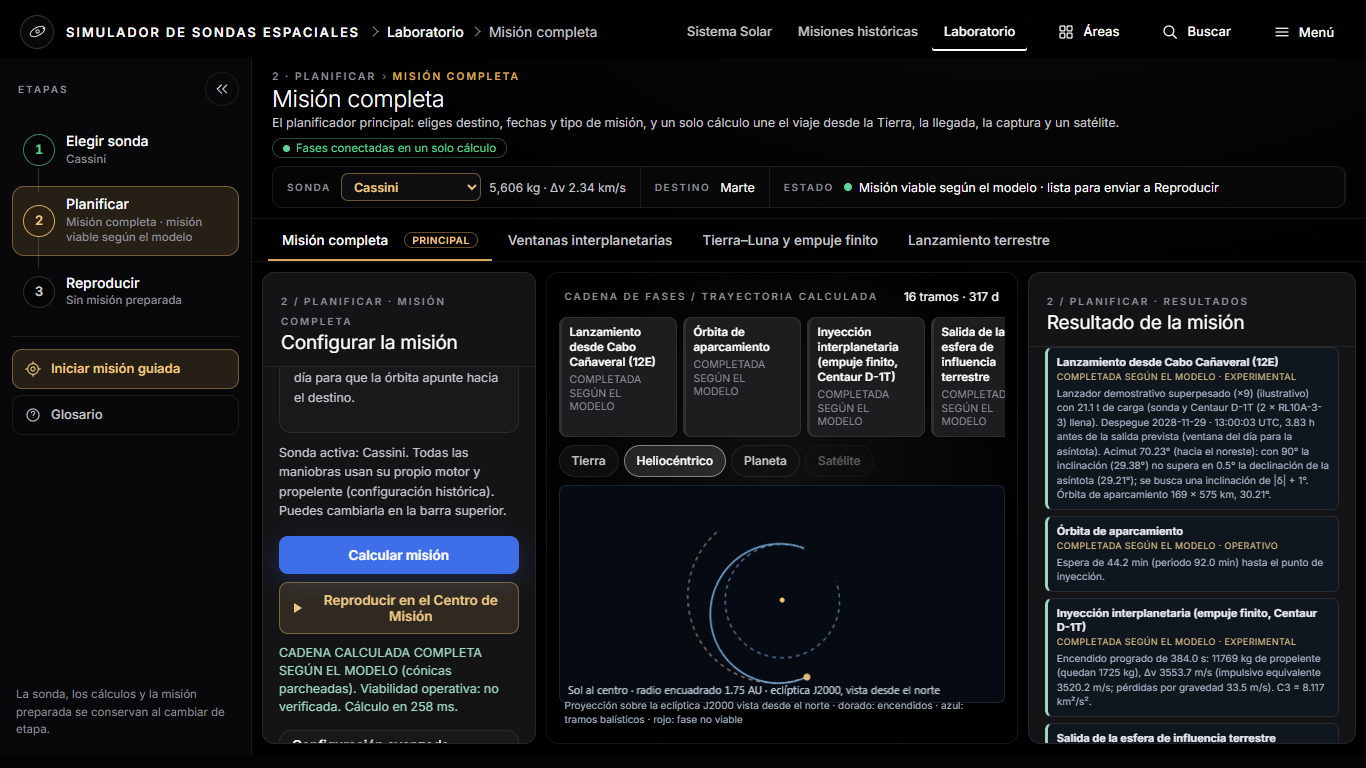 SIMULADOR DE SONDAS ESPACIALES
Laboratorio
Misión completa
Sistema Solar
Misiones históricas
Laboratorio
Áreas
Buscar
Menú
ETAPAS
1
Elegir sonda
Cassini
2
Planificar
Misión completa · misión
viable según el modelo
3
Reproducir
Sin misión preparada
Iniciar misión guiada
Glosario
La sonda, los cálculos y la misión
preparada se conservan al cambiar de
etapa.
2 · PLANIFICAR › MISIÓN COMPLETA
Misión completa
El planificador principal: eliges destino, fechas y tipo de misión, y un solo cálculo une el viaje desde la Tierra, la llegada, la captura y un satélite.
Fases conectadas en un solo cálculo
SONDA
Cassini
5,606 kg · Δv 2.34 km/s
DESTINO
Marte
ESTADO
Misión viable según el modelo · lista para enviar a Reproducir
Misión completa
PRINCIPAL
Ventanas interplanetarias
Tierra–Luna y empuje finito
Lanzamiento terrestre
2 / PLANIFICAR · MISIÓN
COMPLETA
Configurar la misión
día para que la órbita apunte hacia
el destino.
Sonda activa: Cassini. Todas las
maniobras usan su propio motor y
propelente (configuración histórica).
Puedes cambiarla en la barra superior.
Calcular misión
Reproducir en el Centro de
Misión
CADENA CALCULADA COMPLETA
SEGÚN EL MODELO (cónicas
parcheadas). Viabilidad operativa: no
verificada. Cálculo en 258 ms.
Configuración avanzada
CADENA DE FASES / TRAYECTORIA CALCULADA
16 tramos · 317 d
Lanzamiento
desde Cabo
Cañaveral (12E)
COMPLETADA
SEGÚN EL
MODELO
Órbita de
aparcamiento
COMPLETADA
SEGÚN EL
MODELO
Inyección
interplanetaria
(empuje finito,
Centaur D-1T)
COMPLETADA
SEGÚN EL
MODELO
Salida de la
esfera de
influencia
terrestre
COMPLETAD
SEGÚN EL
MODELO
Tierra
Heliocéntrico
Planeta
Satélite
Sol al centro · radio encuadrado 1.75 AU · eclíptica J2000, vista desde el norte
Proyección sobre la eclíptica J2000 vista desde el norte · dorado: encendidos · azul:
tramos balísticos · rojo: fase no viable
2 / PLANIFICAR · RESULTADOS
Resultado de la misión
Lanzamiento desde Cabo Cañaveral (12E)
COMPLETADA SEGÚN EL MODELO · EXPERIMENTAL
Lanzador demostrativo superpesado (×9) (ilustrativo)
con 21.1 t de carga (sonda y Centaur D-1T (2 × RL10A-3-
3) llena). Despegue 2028-11-29 · 13:00:03 UTC, 3.83 h
antes de la salida prevista (ventana del día para la
asíntota). Acimut 70.23° (hacia el noreste): con 90° la
inclinación (29.38°) no supera en 0.5° la declinación de la
asíntota (29.21°); se busca una inclinación de |δ| + 1°.
Órbita de aparcamiento 169 × 575 km, 30.21°.
Órbita de aparcamiento
COMPLETADA SEGÚN EL MODELO · OPERATIVO
Espera de 44.2 min (periodo 92.0 min) hasta el punto de
inyección.
Inyección interplanetaria (empuje finito, Centaur
D-1T)
COMPLETADA SEGÚN EL MODELO · EXPERIMENTAL
Encendido progrado de 384.0 s: 11769 kg de propelente
(quedan 1725 kg), Δv 3553.7 m/s (impulsivo equivalente
3520.2 m/s; pérdidas por gravedad 33.5 m/s). C3 = 8.117
km²/s².
Salida de la esfera de influencia terrestre